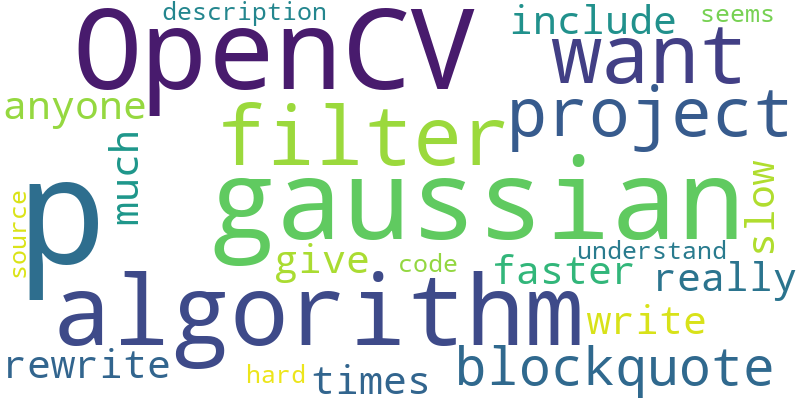 description
OpenCV
include
seems
want
anyone
project
filter
much
p
gaussian
slow
source
give
code
understand
faster
really
algorithm
write
rewrite
hard
times
blockquote